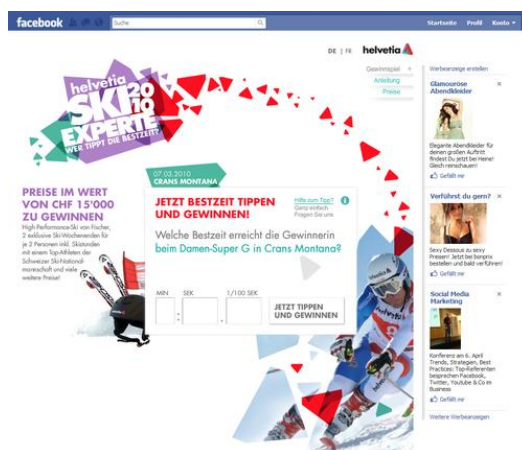 facebook
Suche
Startseite Profil Konto
DE | FR
helvetia
Gewinnspiel
Anleitung
Preise
helvetia
SKI 2010
EXPERTE
WER TIPPT DIE BESTZEIT?
07.03.2010
CRANS MONTANA
PREISE IM WERT
VON CHF 15'000
ZU GEWINNEN
High Performance-Ski von Fischer,
2 exklusive Ski-Wochenenden für
je 2 Personen inkl. Skistunden
mit einem Top-Athleten der
Schweizer Ski-National-
mannschaft und viele
weitere Preise!
JETZT BESTZEIT TIPPEN
UND GEWINNEN!
Hilfe zum Tipp?
Ganz einfach
Fragen Sie uns
Welche Bestzeit erreicht die Gewinnerin
beim Damen-Super G in Crans Montana?
MIN SEK 1/100 SEK
: :
JETZT TIPPEN
UND GEWINNEN
Werbeanzeige erstellen
Glamouröse
Abendkleider
Elegante Abendkleider für
deinen großen Auftritt
findest Du jetzt bei Heine!
Gleich reinschauen!
Gefällt mir
Verführst du gern?
Sexy Dessous zu sexy
Preisen! Jetzt bei bonprix
bestellen und bald verführen!
Gefällt mir
Social Media
Marketing
Konferenz am 6. April
Trends, Strategien, Best
Practices: Top-Referenten
besprechen Facebook,
Twitter, Youtube & Co im
Business
Gefällt mir
Weitere Werbeanzeigen